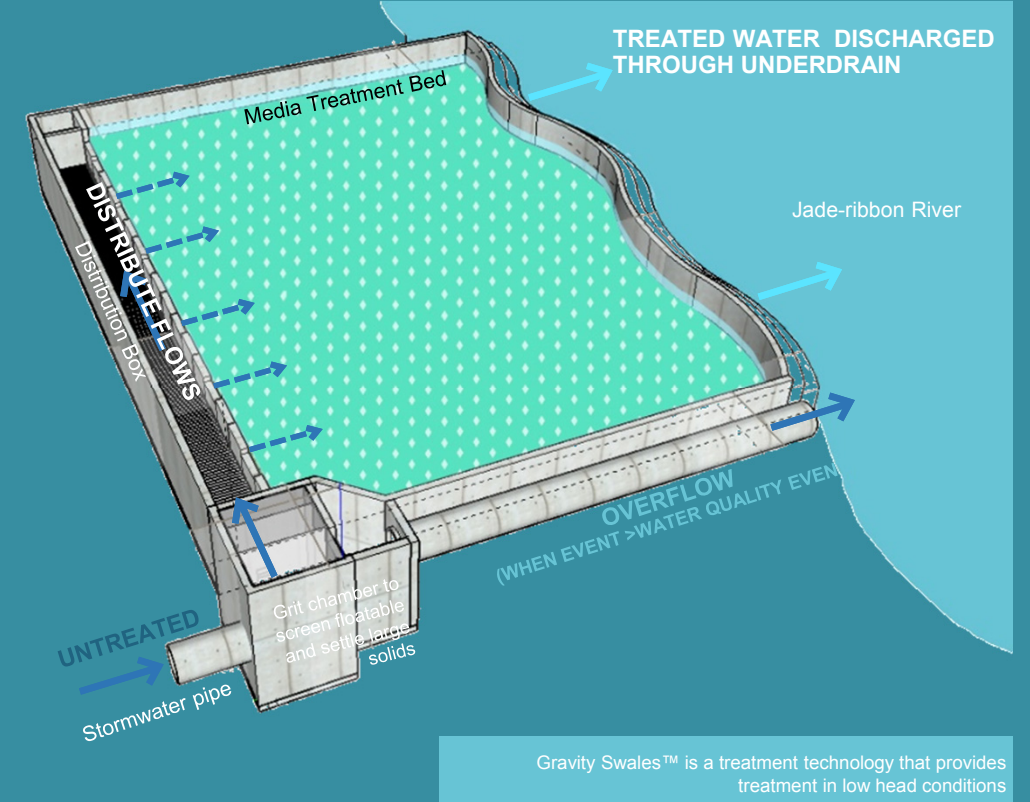 TREATED WATER DISCHARGED
THROUGH UNDERDRAIN
Media Treatment Bed
Jade-ribbon River
DISTRIBUTE FLOWS
Distribution Box
OVERFLOW
(WHEN EVENT >WATER QUALITY EVEN
Grit chamber to
screen floatable
and settle large
solids
UNTREATED
Stormwater pipe
Gravity Swales™ is a treatment technology that provides
treatment in low head conditions